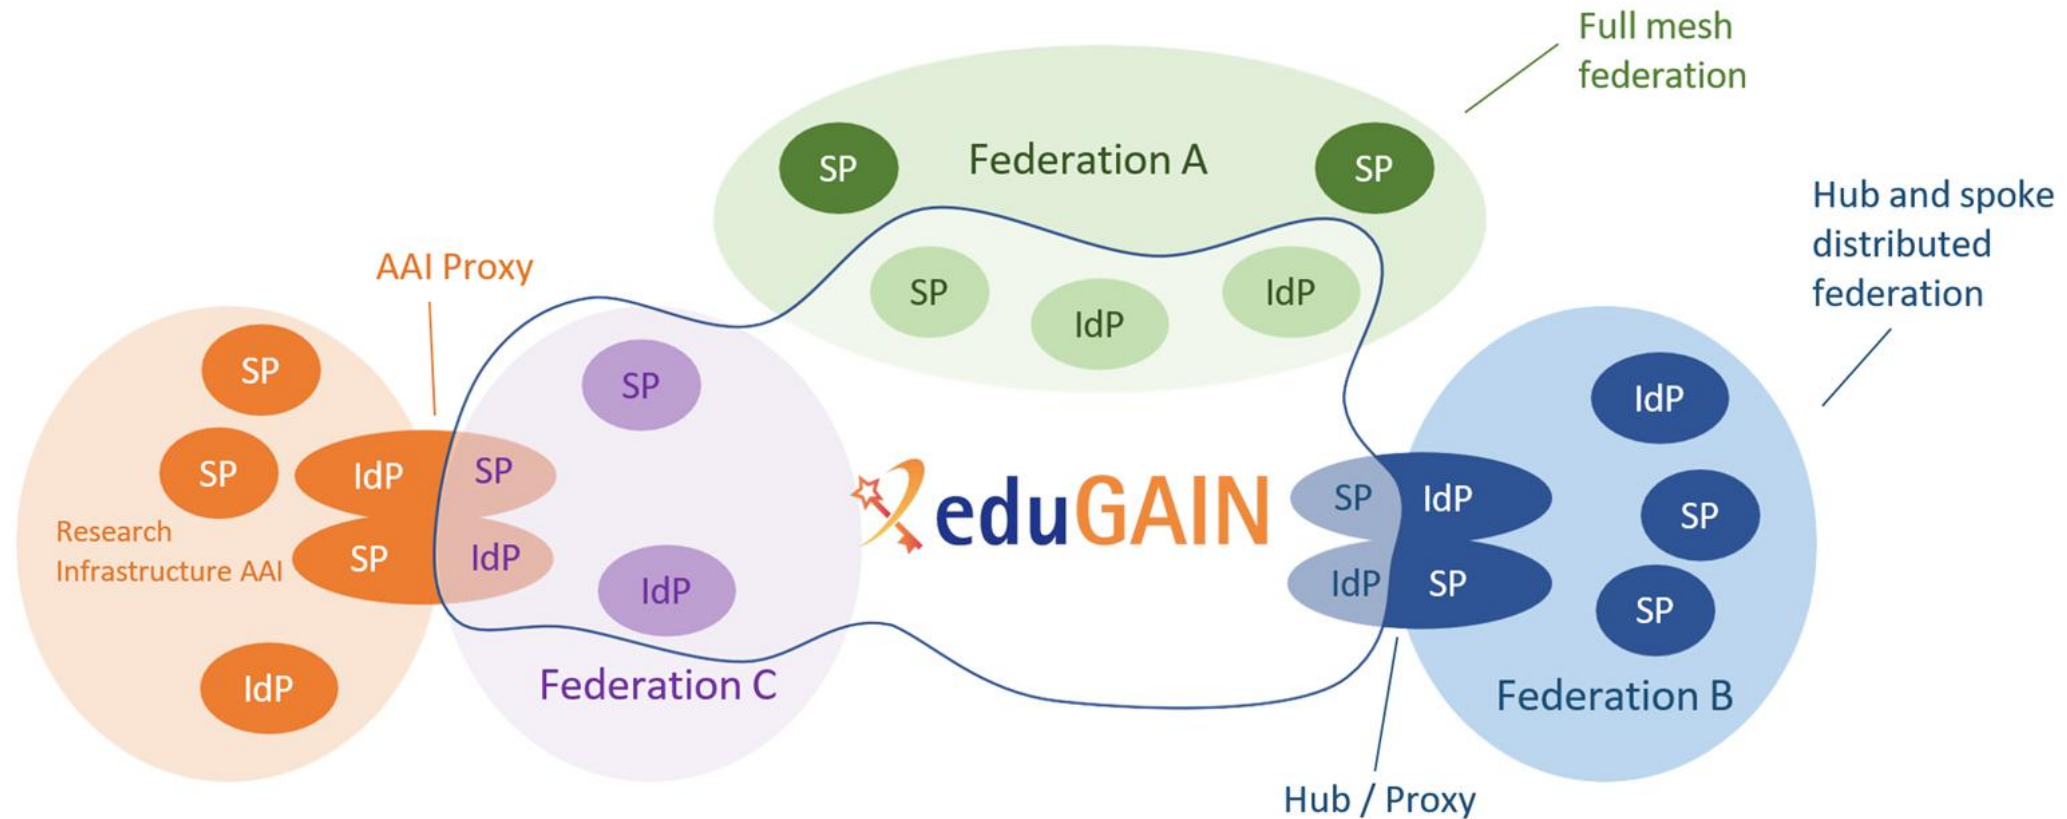 Full mesh
federation
SP
Federation A
SP
Hub and spoke
distributed
federation
SP
IdP
IdP
AAI Proxy
SP
SP
IdP
SP
SP
IdP
Research
Infrastructure AAI
IdP
SP
IdP
Federation C
eduGAIN
SP
IdP
IdP
SP
IdP
SP
SP
Federation B
Hub / Proxy